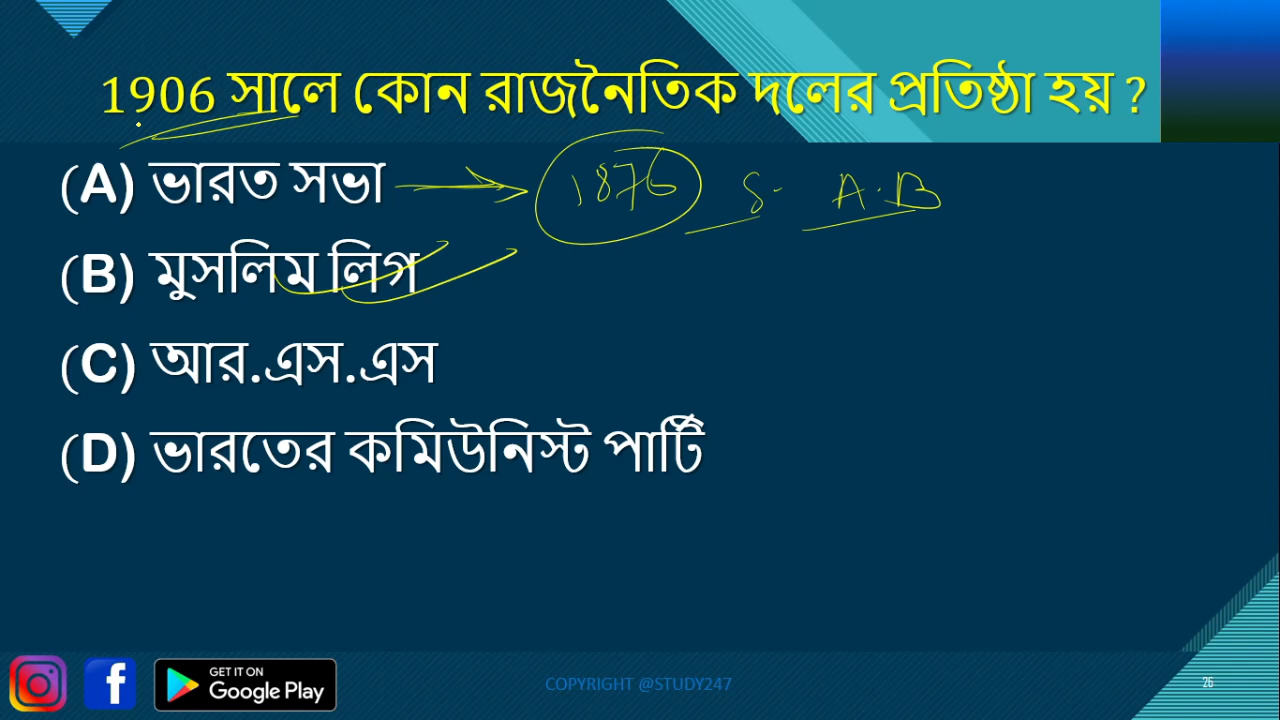 1906 সালে কোন রাজনৈতিক দলের প্রতিষ্ঠা হয় ?
(A) ভারত সভা 1876 S. A.B
(B) মুসলিম লিগ
(C) আর.এস.এস
(D) ভারতের কমিউনিস্ট পার্টি
GET IT ON
Google Play
COPYRIGHT @STUDY247
26